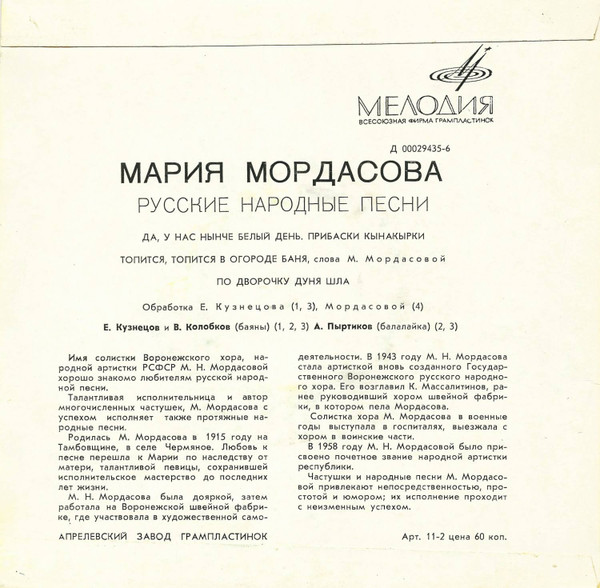 МЕЛОДИЯ
ВСЕСОЮЗНАЯ ФИРМА ГРАМПЛАСТИНОК
Д 00029435-6
МАРИЯ МОРДАСОВА
РУССКИЕ НАРОДНЫЕ ПЕСНИ
ДА, У НАС НЫНЧЕ БЕЛЫЙ ДЕНЬ. ПРИБАСКИ КЫНАКЫРКИ
ТОПИТСЯ, ТОПИТСЯ В ОГОРОДЕ БАНЯ, слова М. Мордасовой
ПО ДВОРОЧКУ ДУНЯ ШЛА
Обработка Е. Кузнецова (1, 3), Мордасовой (4)
Е. Кузнецов и В. Колобков (баяны) (1, 2, 3) А. Пыртиков (балалайка) (2, 3)
Имя солистки Воронежского хора, на-
родной артистки РСФСР М. Н. Мордасовой
хорошо знакомо любителям русской народ-
ной песни.
Талантливая исполнительница и автор
многочисленных частушек, М. Мордасова с
успехом исполняет также протяжные на-
родные песни.
Родилась М. Мордасова в 1915 году на
Тамбовщине, в селе Чермяное. Любовь к
песне перешла к Марии по наследству от
матери, талантливой певицы, сохранившей
исполнительское мастерство до последних
лет жизни.
М. Н. Мордасова была дояркой, затем
работала на Воронежской швейной фабри-
ке, где участвовала в художественной само-
деятельности. В 1943 году М. Н. Мордасова
стала артисткой вновь созданного Государ-
ственного Воронежского русского народно-
го хора. Его возглавил К. Массалитинов, ра-
нее руководивший хором швейной фабри-
ки, в котором пела Мордасова.
Солистка хора М. Мордасова в военные
годы выступала в госпиталях, выезжала с
хором в воинские части.
В 1958 году М. Н. Мордасовой было при-
своено почетное звание народной артистки
республики.
Частушки и народные песни М. Мордасо-
вой привлекают непосредственностью, про-
стотой и юмором; их исполнение проходит
с неизменным успехом.
АПРЕЛЕВСКИЙ ЗАВОД ГРАМПЛАСТИНОК
Арт. 11-2 цена 60 коп.